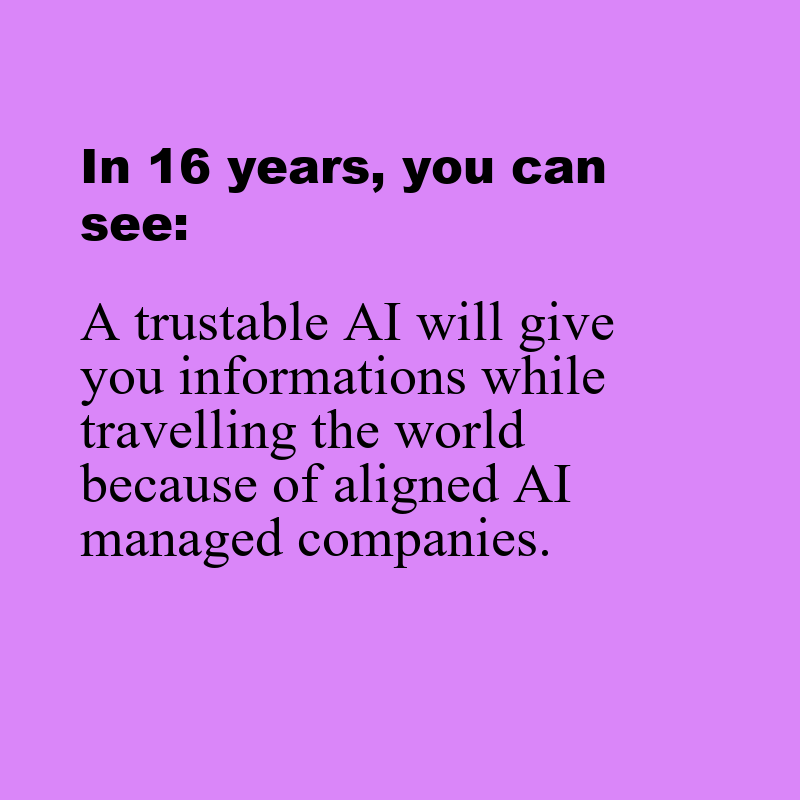 In 16 years, you can
see:
A trustable AI will give
you informations while
travelling the world
because of aligned AI
managed companies.